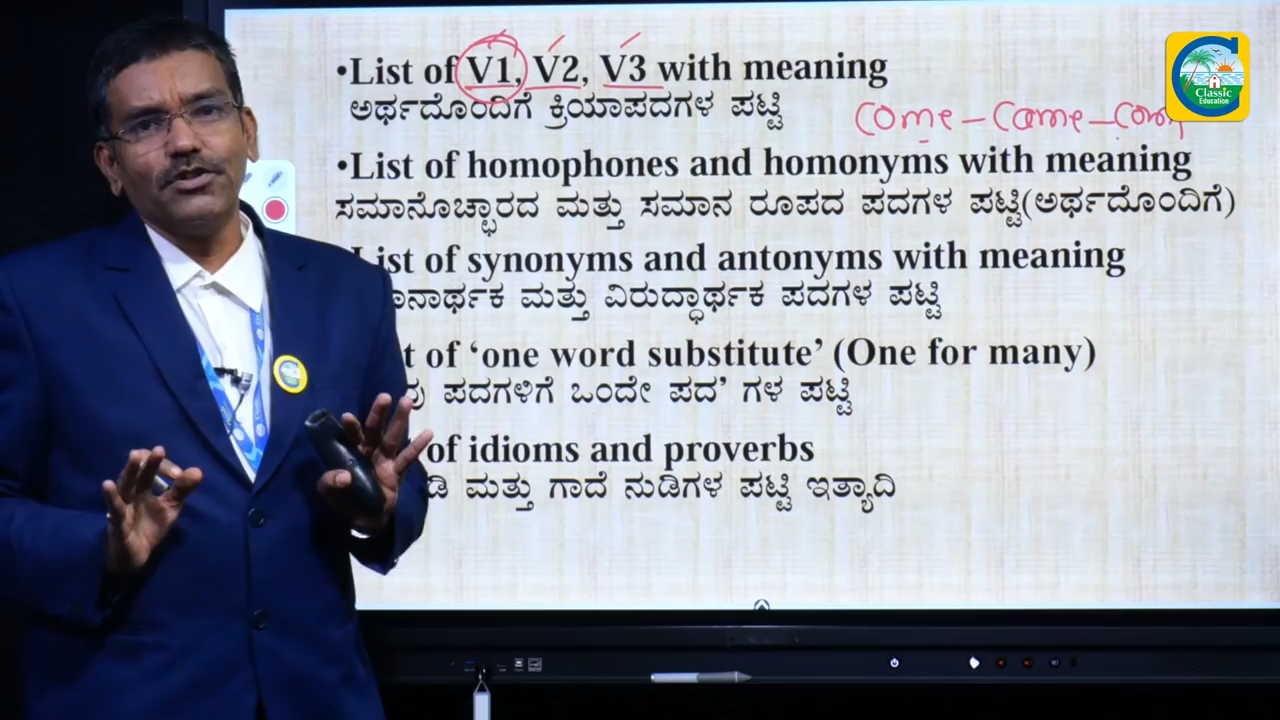 •List of V1, V2, V3 with meaning
ಅರ್ಥದೊಂದಿಗೆ ಕ್ರಿಯಾಪದಗಳ ಪಟ್ಟಿ
come – came – come
•List of homophones and homonyms with meaning
ಸಮಾನೋಚ್ಛಾರದ ಮತ್ತು ಸಮಾನ ರೂಪದ ಪದಗಳ ಪಟ್ಟಿ(ಅರ್ಥದೊಂದಿಗೆ)
•List of synonyms and antonyms with meaning
ಮತ್ತು ವಿರುದ್ಧಾರ್ಥಕ ಪದಗಳ ಪಟ್ಟಿ
of ‘one word substitute’ (One for many)
ಪದಗಳಿಗೆ ಒಂದೇ ಪದ’ ಗಳ ಪಟ್ಟಿ
of idioms and proverbs
ಮತ್ತು ಗಾದೆ ನುಡಿಗಳ ಪಟ್ಟಿ ಇತ್ಯಾದಿ
Classic
Education